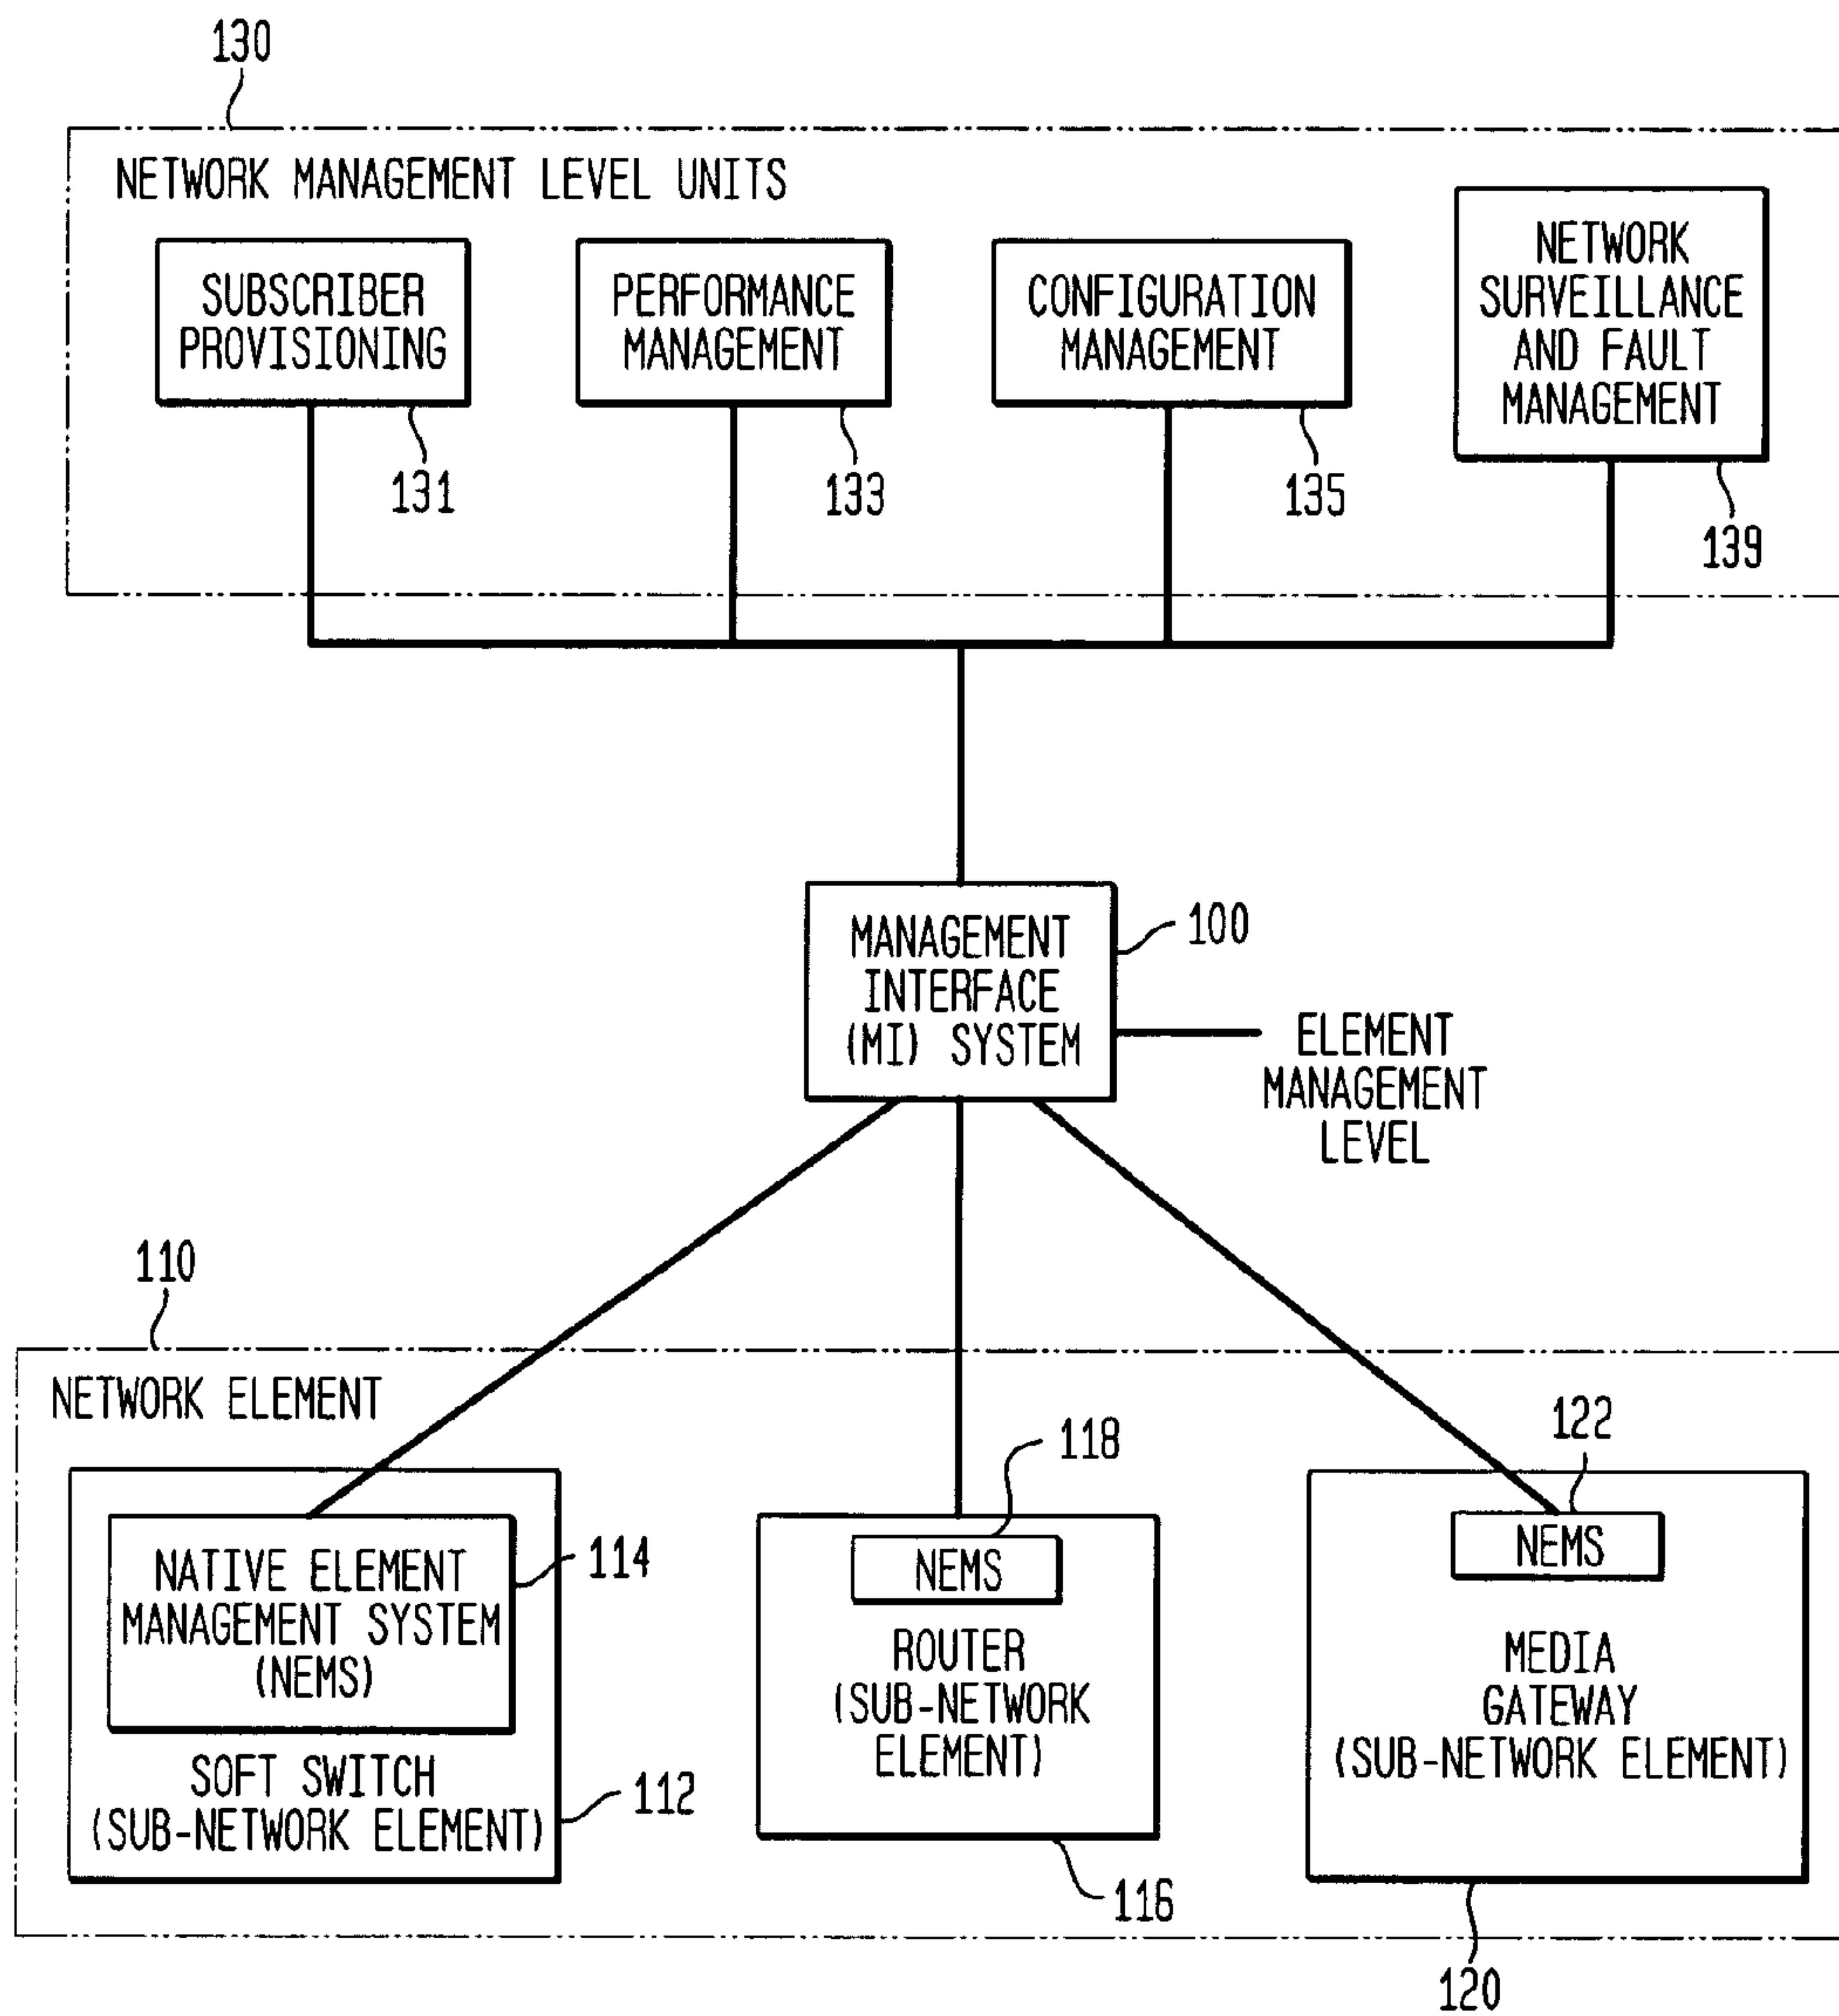 130
NETWORK MANAGEMENT LEVEL UNITS
SUBSCRIBER
PROVISIONING
131
PERFORMANCE
MANAGEMENT
133
CONFIGURATION
MANAGEMENT
135
NETWORK
SURVEILLANCE
AND FAULT
MANAGEMENT
139
MANAGEMENT
INTERFACE
(MI) SYSTEM
100
ELEMENT
MANAGEMENT
LEVEL
110
NETWORK ELEMENT
NATIVE ELEMENT
MANAGEMENT SYSTEM
(NEMS)
114
SOFT SWITCH
(SUB-NETWORK ELEMENT)
112
118
NEMS
ROUTER
(SUB-NETWORK
ELEMENT)
116
122
NEMS
MEDIA
GATEWAY
(SUB-NETWORK ELEMENT)
120